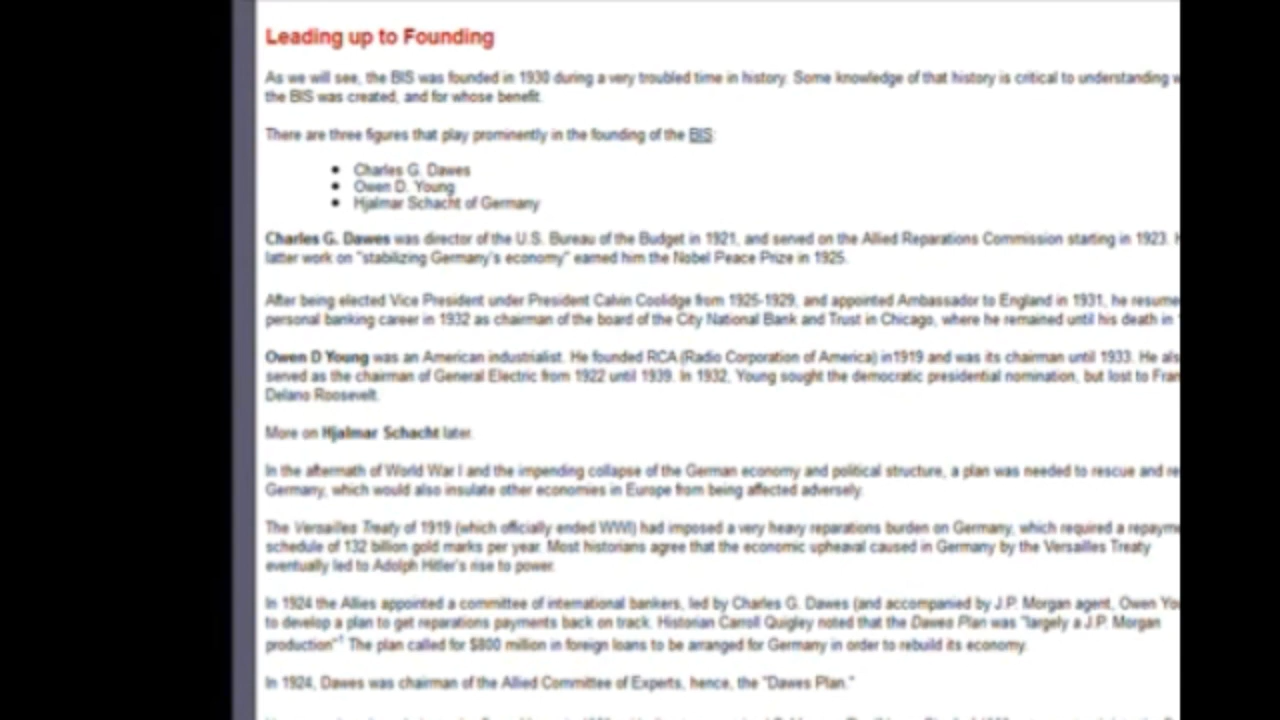 Leading up to Founding
As we will see, the BIS was founded in 1930 during a very troubled time in history. Some knowledge of that history is critical to understanding
the BIS was created, and for whose benefit.
There are three figures that play prominently in the founding of the BIS:
• Charles G. Dawes
• Owen D. Young
• Hjalmar Schacht of Germany
Charles G. Dawes was director of the U.S. Bureau of the Budget in 1921, and served on the Allied Reparations Commission starting in 1923.
latter work on "stabilizing Germany's economy" earned him the Nobel Peace Prize in 1925.
After being elected Vice President under President Calvin Coolidge from 1925-1929, and appointed Ambassador to England in 1931, he resume
personal banking career in 1932 as chairman of the board of the City National Bank and Trust in Chicago, where he remained until his death in
Owen D Young was an American industrialist. He founded RCA (Radio Corporation of America) in1919 and was its chairman until 1933. He als
served as the chairman of General Electric from 1922 until 1939. In 1932, Young sought the democratic presidential nomination, but lost to Fran
Delano Roosevelt.
More on Hjalmar Schacht later.
In the aftermath of World War I and the impending collapse of the German economy and political structure, a plan was needed to rescue and re
Germany, which would also insulate other economies in Europe from being affected adversely.
The Versailles Treaty of 1919 (which officially ended WWI) had imposed a very heavy reparations burden on Germany, which required a repayme
schedule of 132 billion gold marks per year. Most historians agree that the economic upheaval caused in Germany by the Versailles Treaty
eventually led to Adolph Hitler's rise to power.
In 1924 the Allies appointed a committee of international bankers, led by Charles G. Dawes (and accompanied by J.P. Morgan agent, Owen Yo
to develop a plan to get reparations payments back on track. Historian Carroll Quigley noted that the Dawes Plan was "largely a J.P. Morgan
production"1 The plan called for $800 million in foreign loans to be arranged for Germany in order to rebuild its economy.
In 1924, Dawes was chairman of the Allied Committee of Experts, hence, the "Dawes Plan."